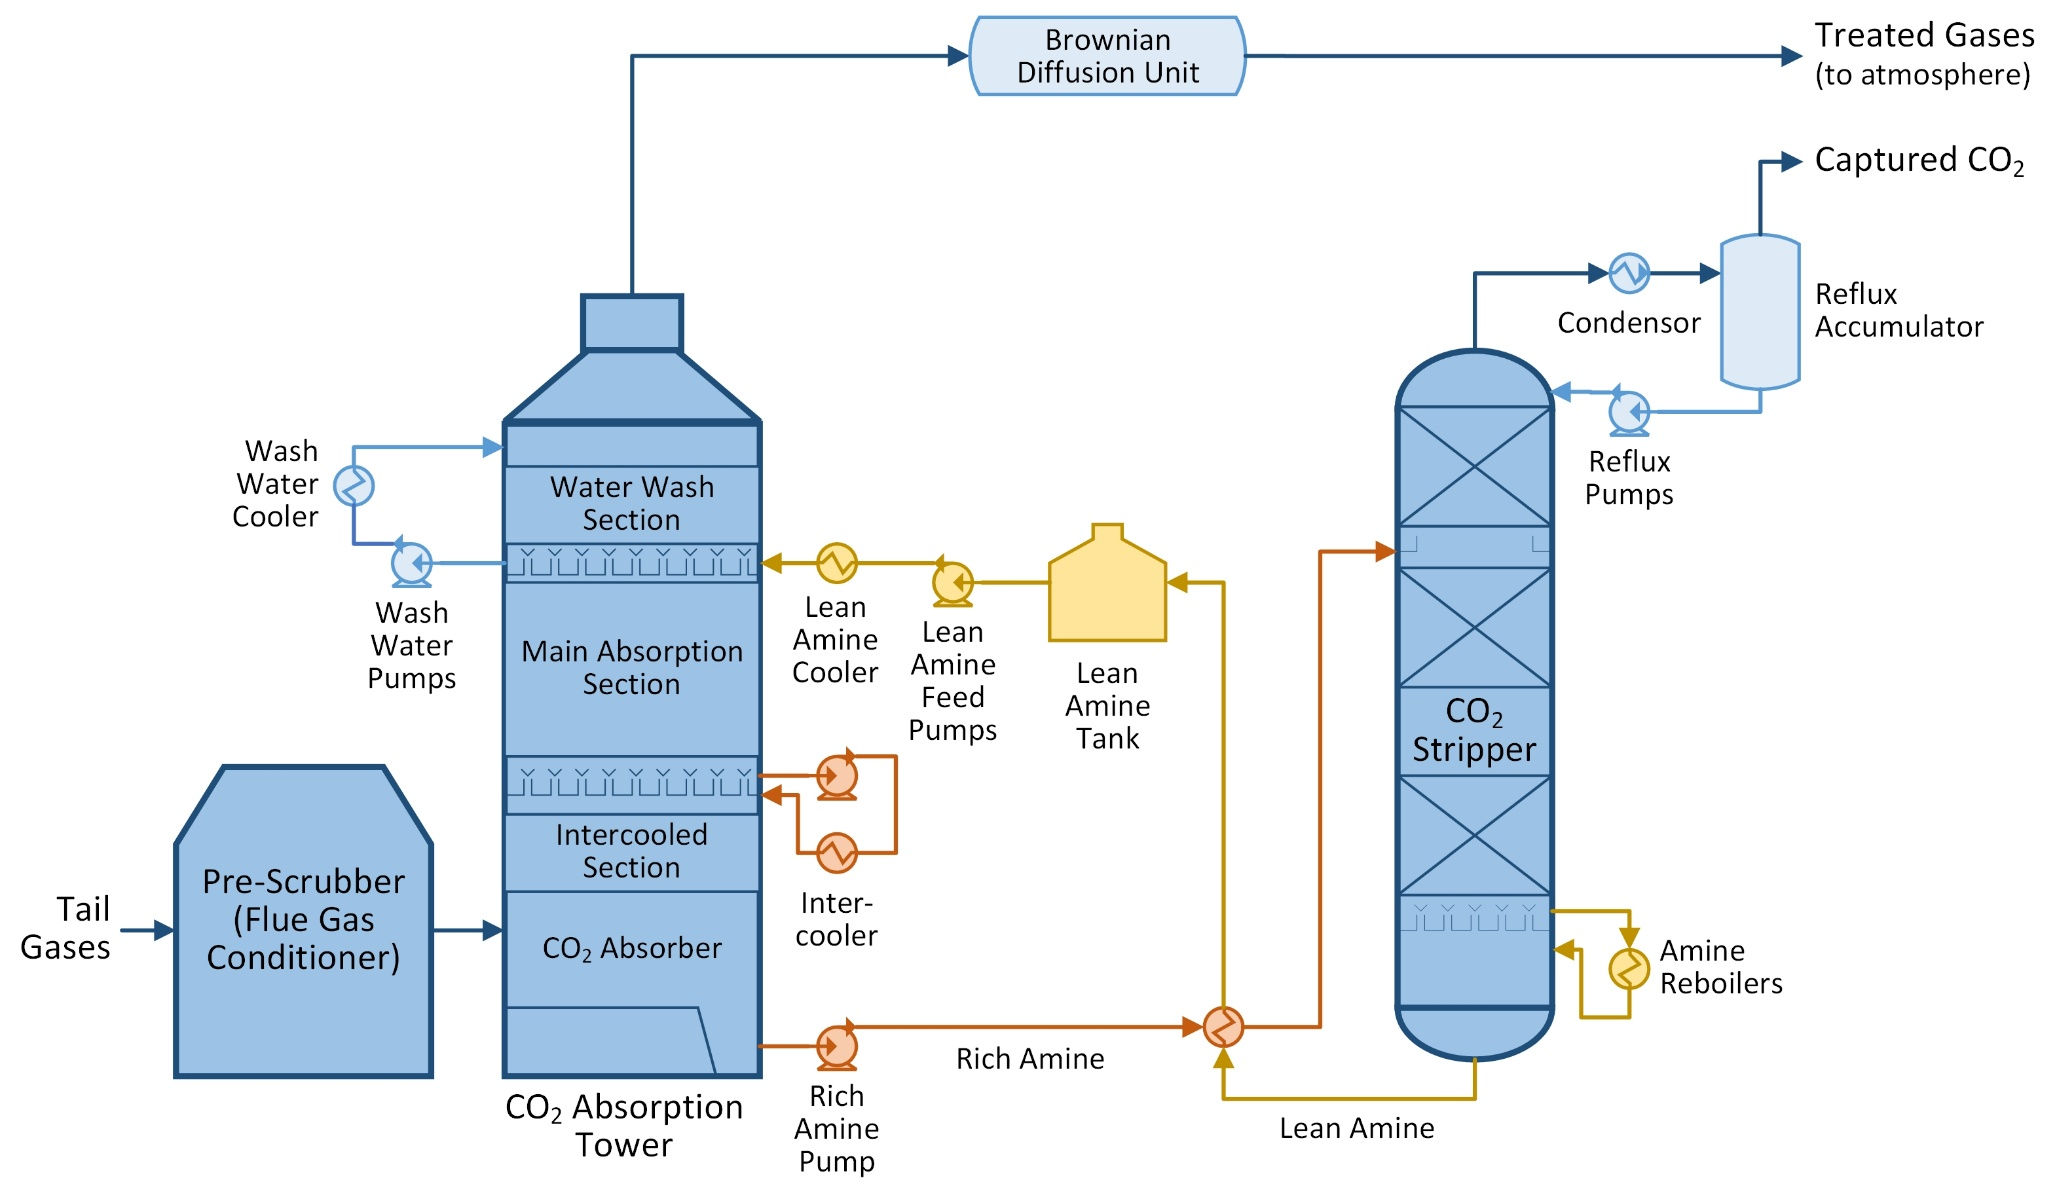 Brownian
Diffusion Unit
Treated Gases
(to atmosphere)
Captured CO₂
Condensor
Reflux
Accumulator
Reflux
Pumps
Wash
Water
Cooler
Wash
Water
Pumps
Water Wash
Section
Main Absorption
Section
Intercooled
Section
CO₂ Absorber
CO₂ Absorption
Tower
Lean
Amine
Cooler
Lean
Amine
Feed
Pumps
Lean
Amine
Tank
Inter-
cooler
Tail
Gases
Pre-Scrubber
(Flue Gas
Conditioner)
Rich
Amine
Pump
Rich Amine
Lean Amine
CO₂
Stripper
Amine
Reboilers